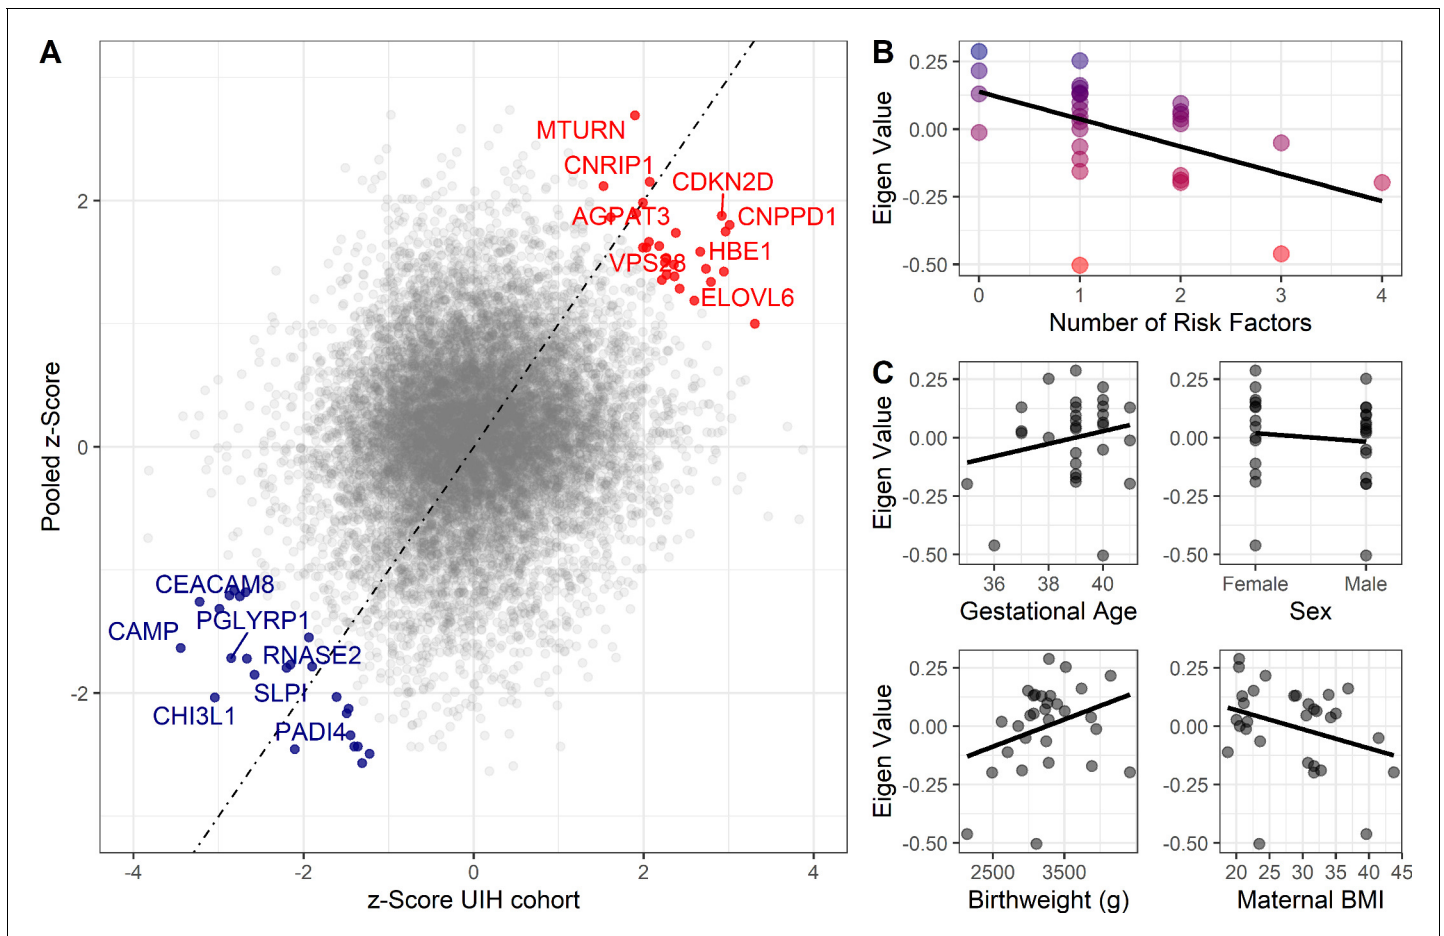 A
MTURN
CNRIP1
CDKN2D
AGPAT3
CNPPD1
HBE1
VPS28
ELOVL6
CEACAM8
PGLYRP1
CAMP
RNASE2
SLPI
CHI3L1
PADI4
2
0
-2
Pooled z-Score
-4
-2
0
2
4
z-Score UIH cohort
B
0.25
0.00
-0.25
-0.50
Eigen Value
0
1
2
3
4
Number of Risk Factors
C
0.25
0.00
-0.25
-0.50
Eigen Value
36
38
40
Gestational Age
0.25
0.00
-0.25
-0.50
Female
Male
Sex
0.25
0.00
-0.25
-0.50
Eigen Value
2500
3500
Birthweight (g)
0.25
0.00
-0.25
-0.50
20
25
30
35
40
45
Maternal BMI